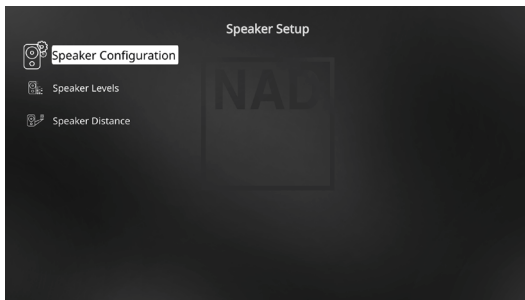 Speaker Setup
Speaker Configuration
Speaker Levels
Speaker Distance
NAD